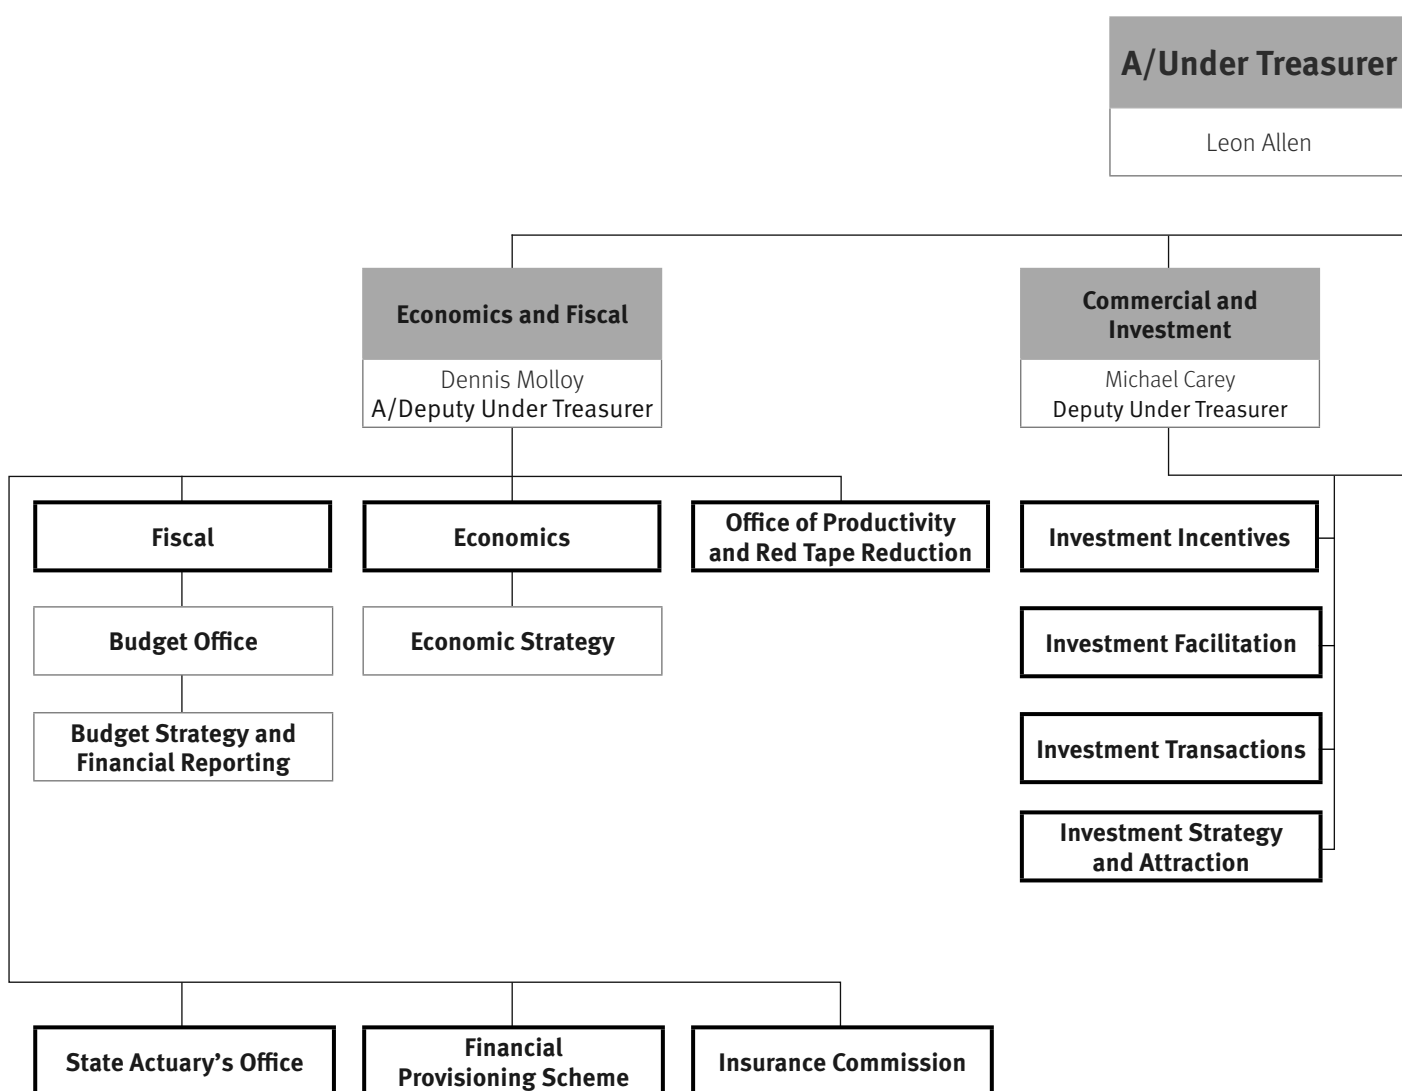 A/Under Treasurer
Leon Allen
Economics and Fiscal
Dennis Molloy
A/Deputy Under Treasurer
Commercial and
Investment
Michael Carey
Deputy Under Treasurer
Fiscal
Economics
Office of Productivity
and Red Tape Reduction
Investment Incentives
Budget Office
Economic Strategy
Investment Facilitation
Budget Strategy and
Financial Reporting
Investment Transactions
Investment Strategy
and Attraction
State Actuary’s Office
Financial
Provisioning Scheme
Insurance Commission